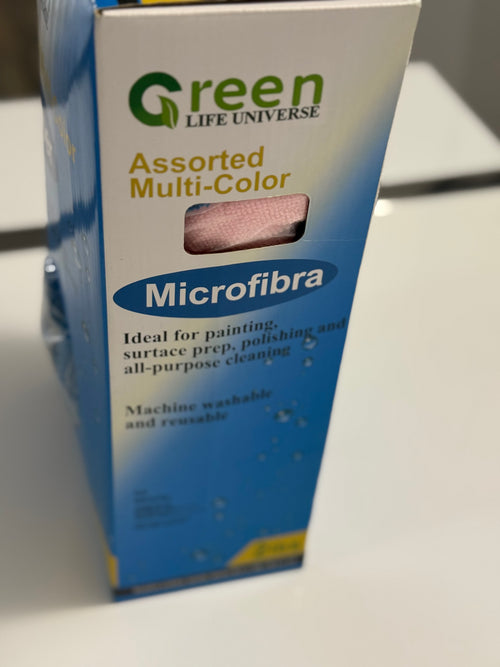 Green
LIFE UNIVERSE
Assorted
Multi-Color
Microfibra
Ideal for painting,
surtace prep, polishing and
all-purpose cleaning
Machine washable
and reusable